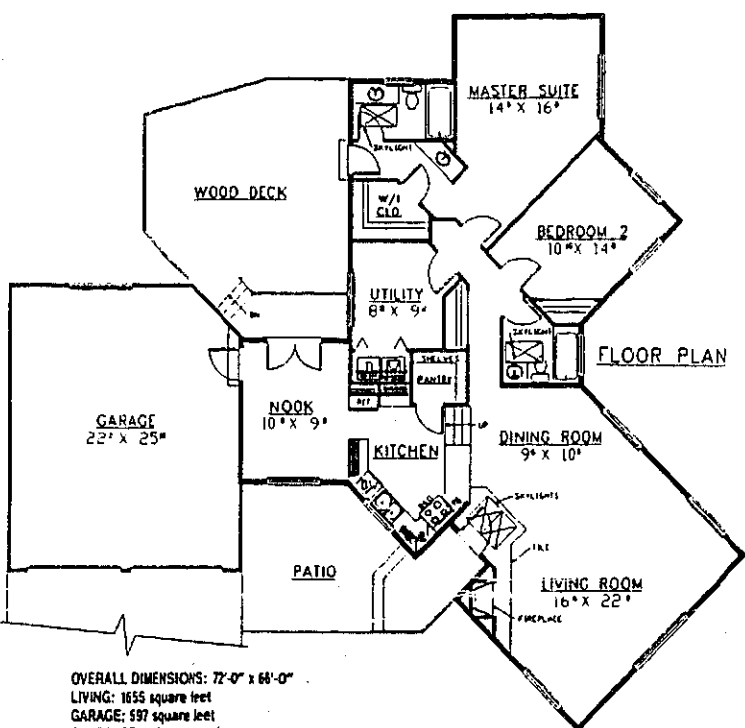 MASTER SUITE
14' X 16'
SKYLIGHT
WOOD DECK
W/I
CLO
BEDROOM 2
10' X 14'
UTILITY
8' X 9'
DN
SKYLIGHT
FLOOR PLAN
SHELVES
PANTRY
REF
GARAGE
22' X 25'
NOOK
10' X 9'
UP
KITCHEN
DINING ROOM
9' X 10'
SKYLIGHTS
TILE
PATIO
LIVING ROOM
16' X 22'
FIREPLACE
OVERALL DIMENSIONS: 72'-0" x 66'-0"
LIVING: 1655 square feet
GARAGE: 597 square feet